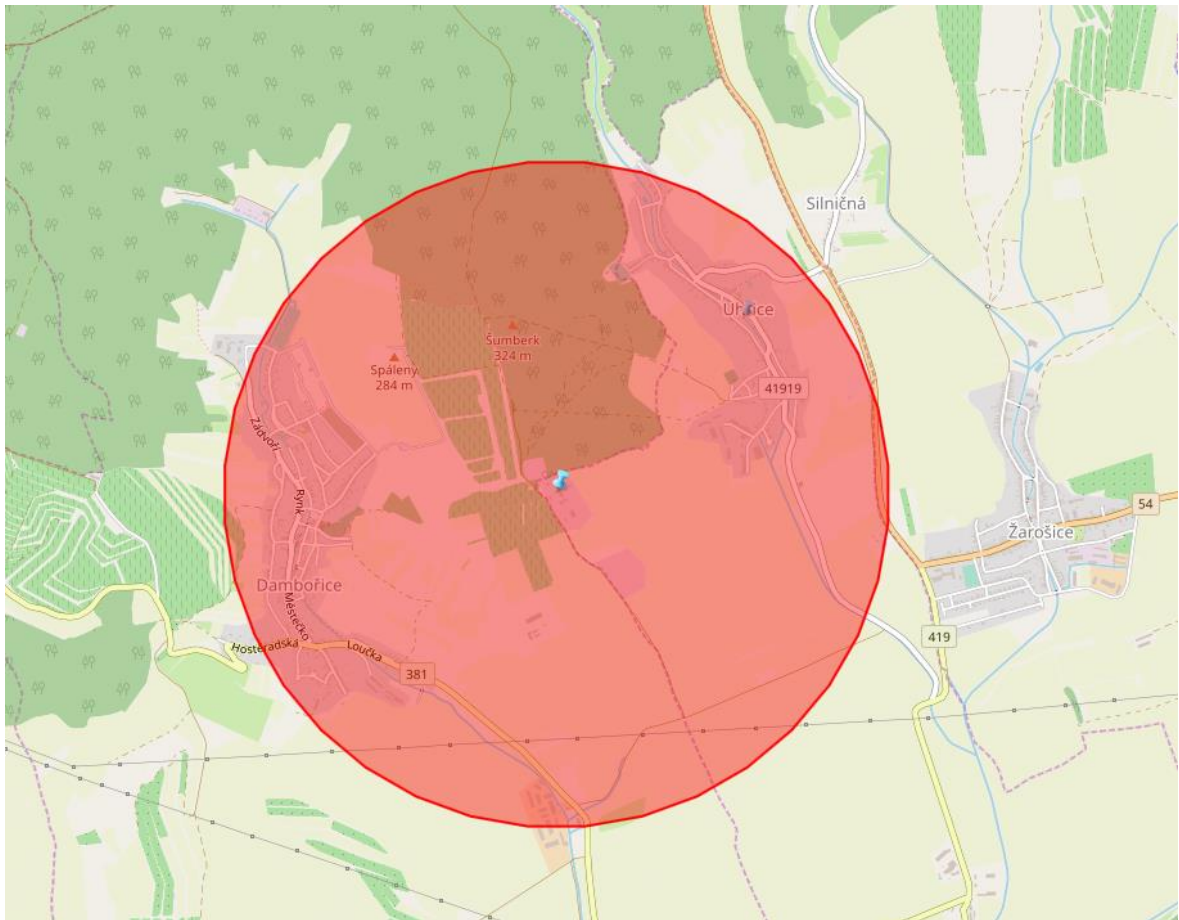 Silničná
Uhřice
Šumberk
324 m
Spálený
284 m
41919
Zádvoří
Rynk
54
Žarošice
Dambořice
Městečko
Hosteradská
Loučka
419
381